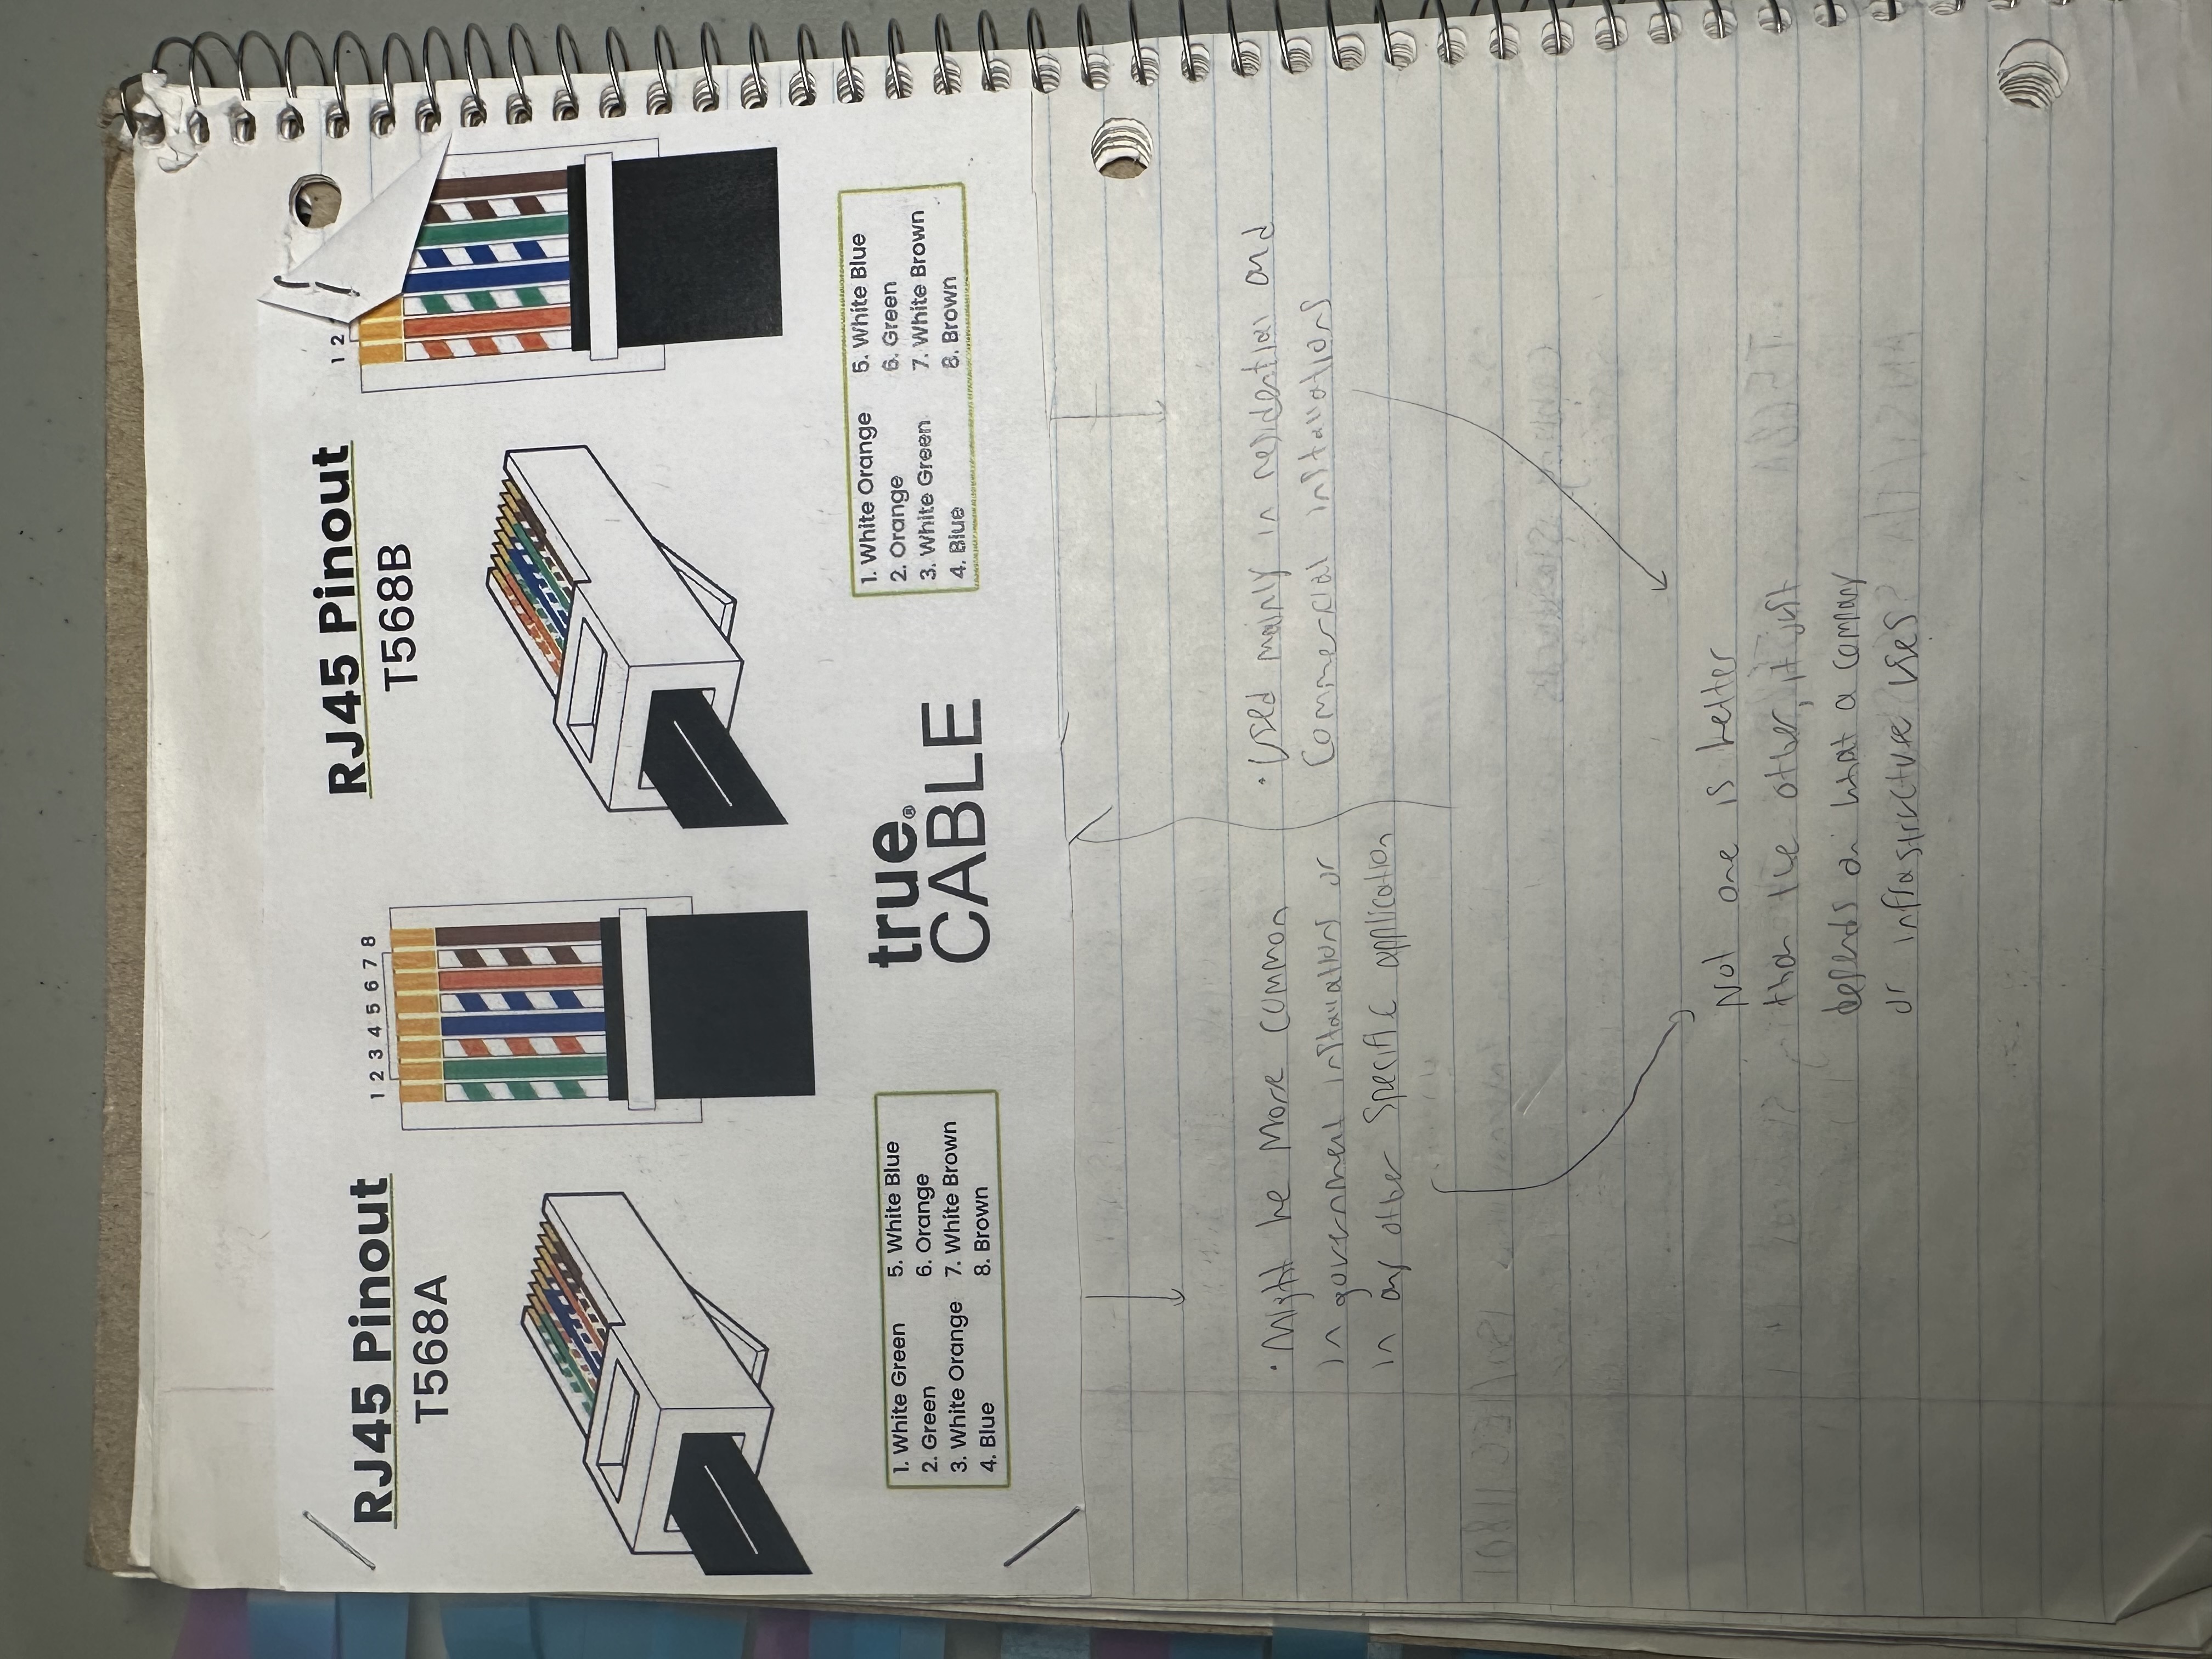 RJ45 Pinout
T568A
1 2 3 4 5 6 7 8
RJ45 Pinout
T568B
1 2
1. White Green
2. Green
3. White Orange
4. Blue
5. White Blue
6. Orange
7. White Brown
8. Brown
true®
CABLE
1. White Orange
2. Orange
3. White Green
4. Blue
5. White Blue
6. Green
7. White Brown
8. Brown
• Might be More common
in government installations or
in any other Specific application
• Used mainly in residential and
Commercial installations
Not one is better
than the other, it just
depends on what a company
or infrastructure uses